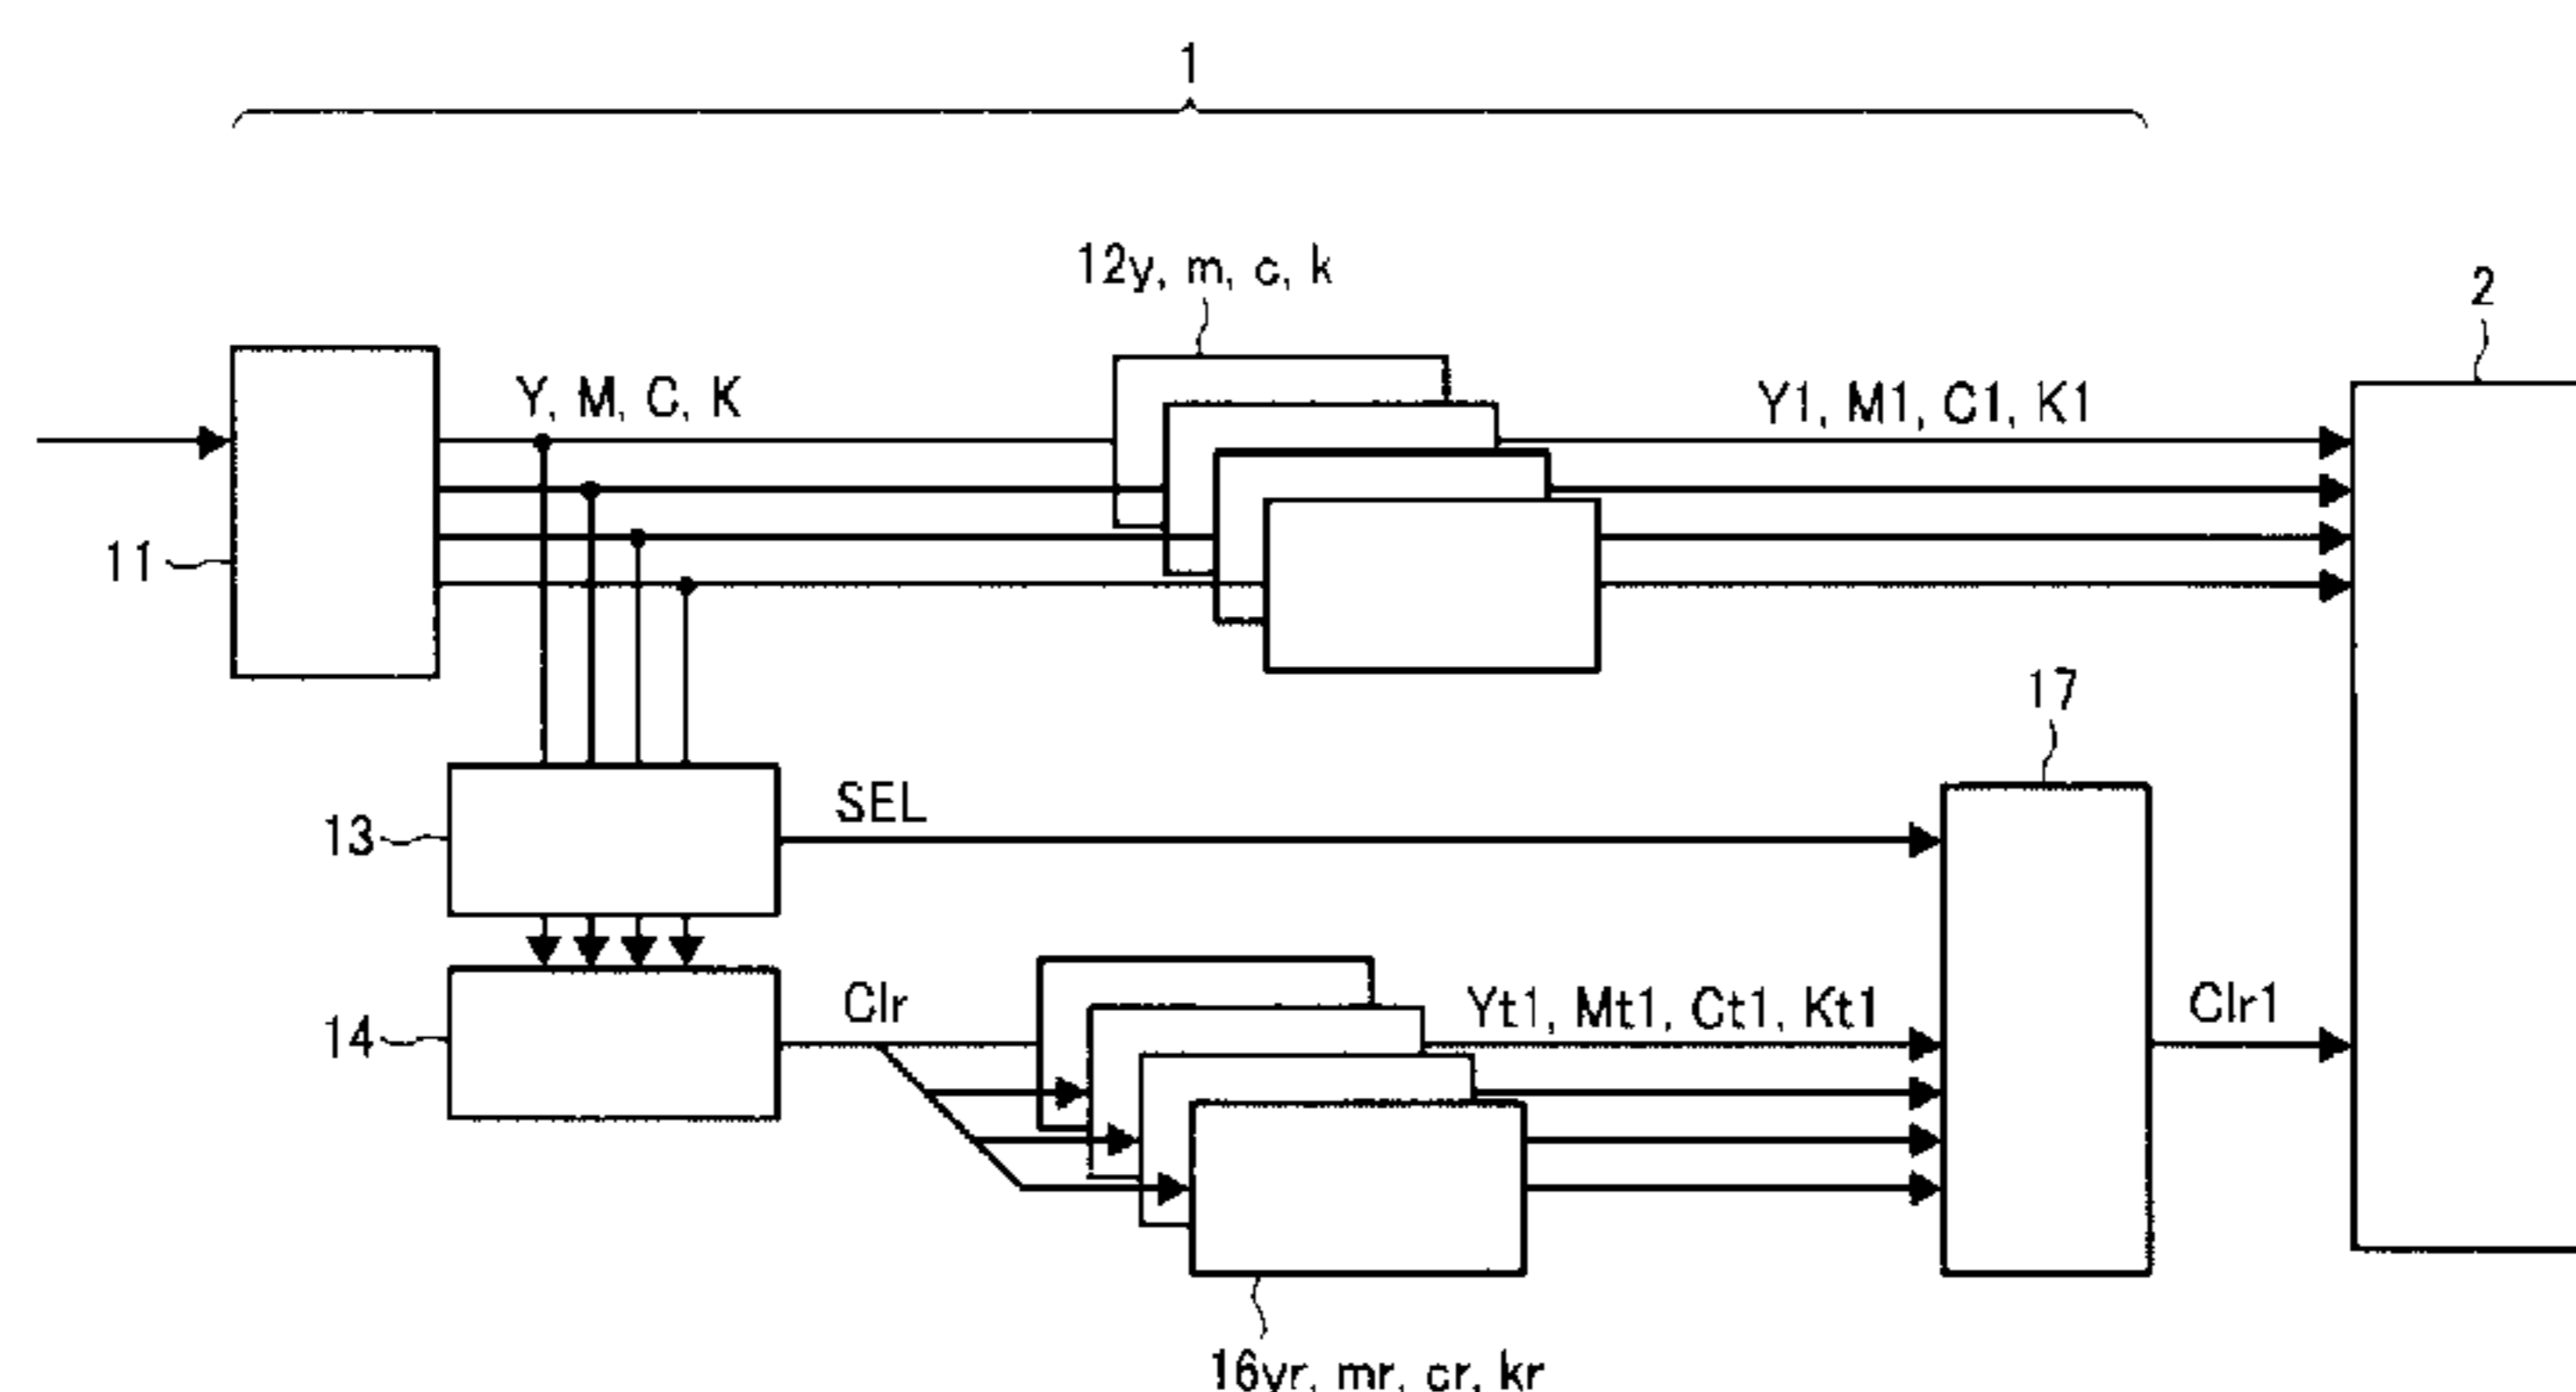 1
12y, m, c, k
2
Y, M, C, K
Y1, M1, C1, K1
11
17
SEL
13
Clr
Yt1, Mt1, Ct1, Kt1
Clr1
14
16yr, mr, cr, kr